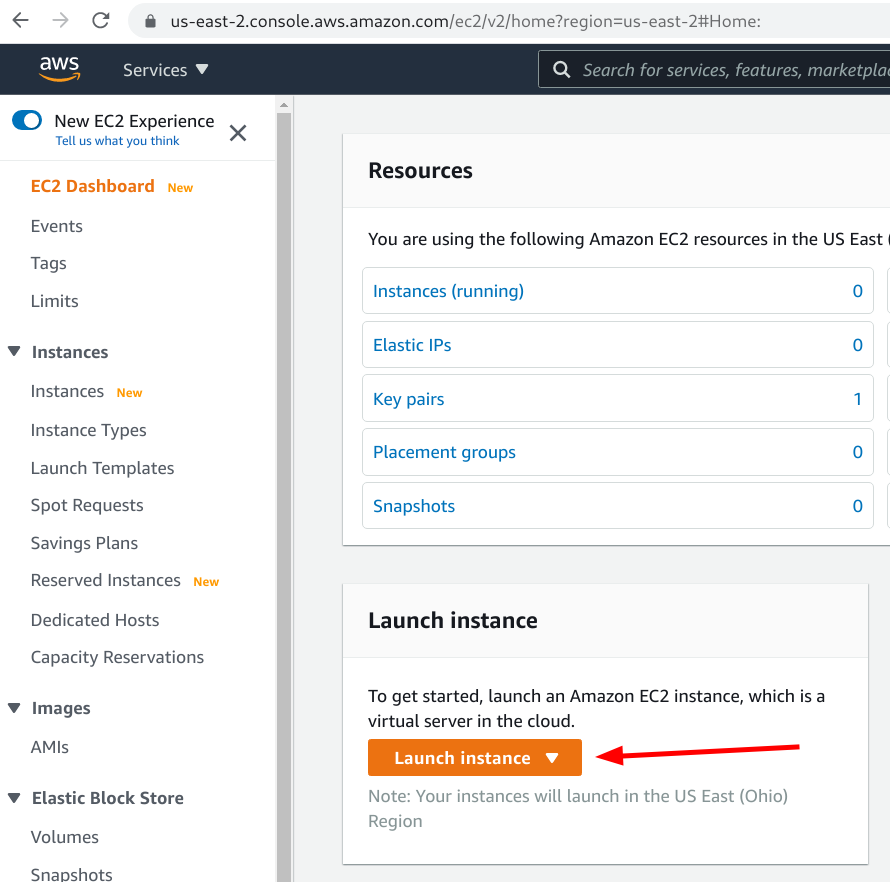 us-east-2.console.aws.amazon.com/ec2/v2/home?region=us-east-2#Home:
aws
Services
Search for services, features, marketplac
New EC2 Experience
Tell us what you think
EC2 Dashboard New
Events
Tags
Limits
Instances
Instances New
Instance Types
Launch Templates
Spot Requests
Savings Plans
Reserved Instances New
Dedicated Hosts
Capacity Reservations
Images
AMIs
Elastic Block Store
Volumes
Snapshots
Resources
You are using the following Amazon EC2 resources in the US East (
Instances (running) 0
Elastic IPs 0
Key pairs 1
Placement groups 0
Snapshots 0
Launch instance
To get started, launch an Amazon EC2 instance, which is a
virtual server in the cloud.
Launch instance
Note: Your instances will launch in the US East (Ohio)
Region